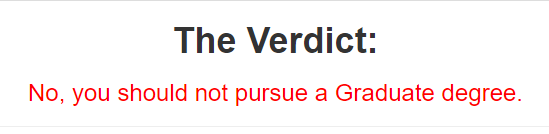 The Verdict:
No, you should not pursue a Graduate degree.